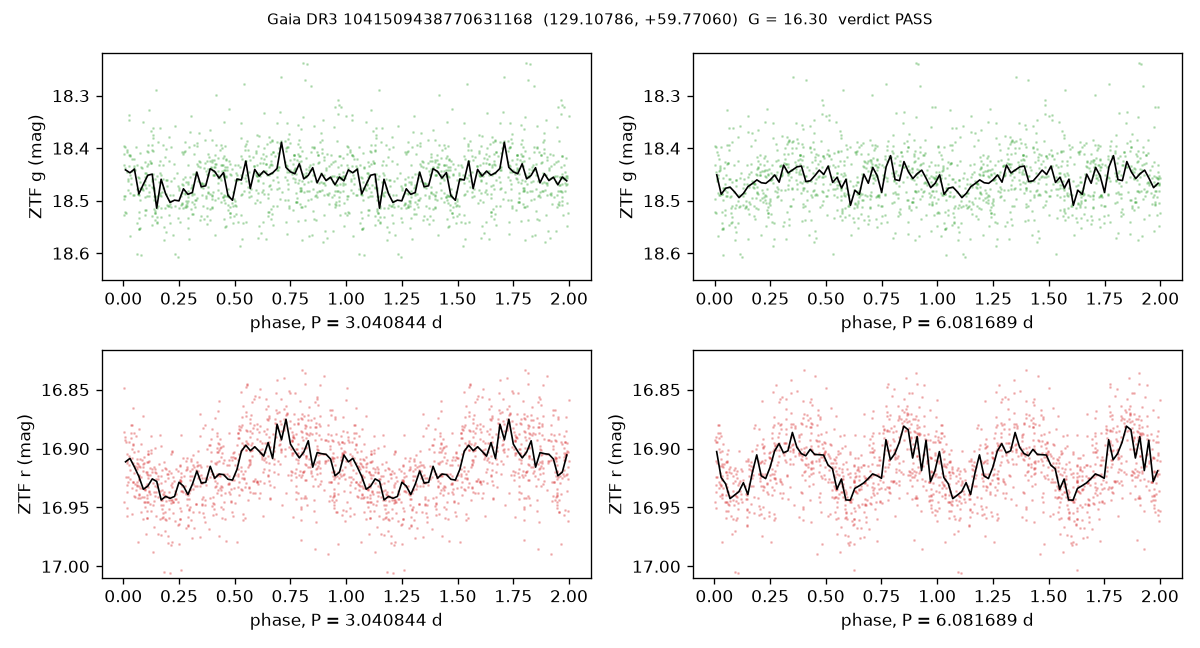 Gaia DR3 1041509438770631168  (129.10786, +59.77060)  G = 16.30  verdict PASS
ZTF g (mag)
18.3
18.4
18.5
18.6
0.00 0.25 0.50 0.75 1.00 1.25 1.50 1.75 2.00
phase, P = 3.040844 d
ZTF g (mag)
18.3
18.4
18.5
18.6
0.00 0.25 0.50 0.75 1.00 1.25 1.50 1.75 2.00
phase, P = 6.081689 d
ZTF r (mag)
16.85
16.90
16.95
17.00
0.00 0.25 0.50 0.75 1.00 1.25 1.50 1.75 2.00
phase, P = 3.040844 d
ZTF r (mag)
16.85
16.90
16.95
17.00
0.00 0.25 0.50 0.75 1.00 1.25 1.50 1.75 2.00
phase, P = 6.081689 d